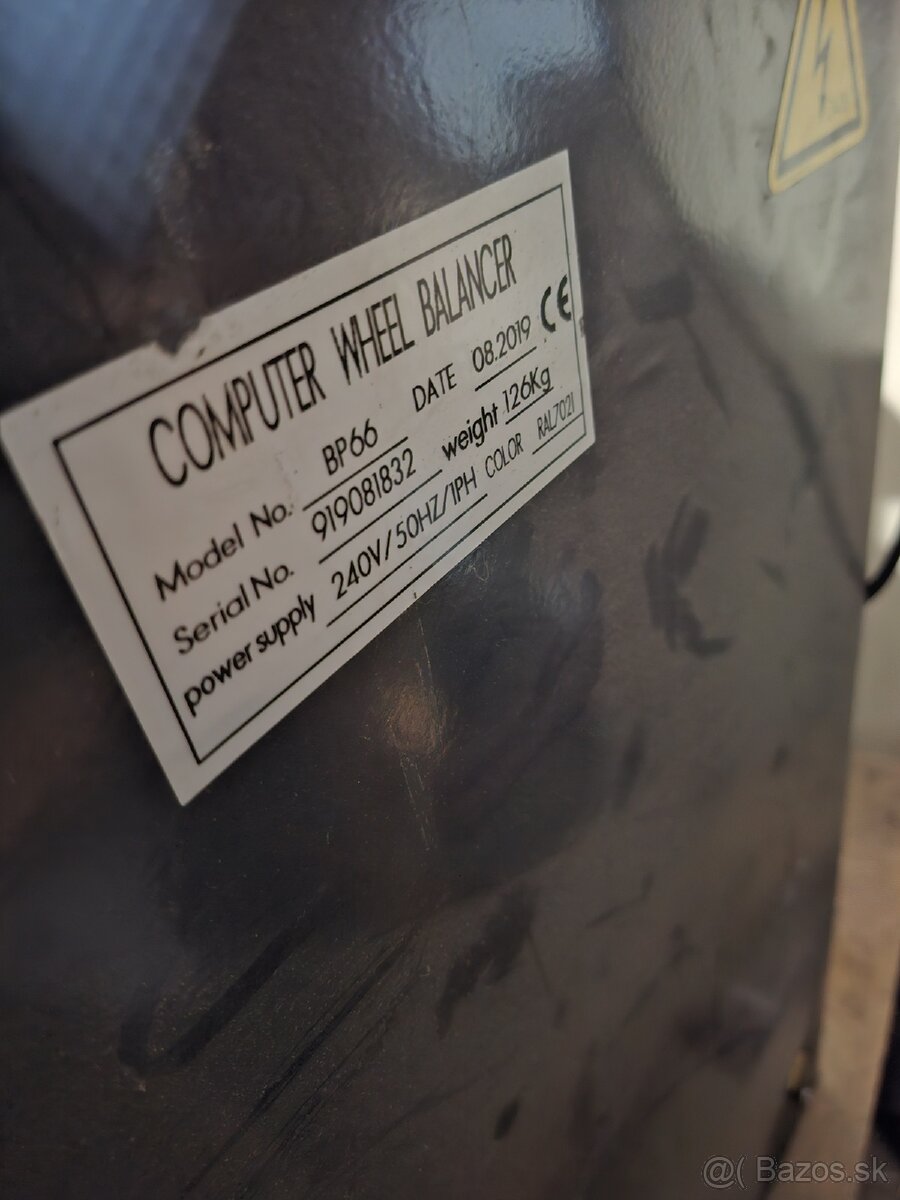 COMPUTER WHEEL BALANCER
Model No. BP66 DATE 08.2019 CE
Serial No. 919081832 weight 126Kg
power supply 240V/50HZ/1PH COLOR RAL7021
@( Bazos.sk